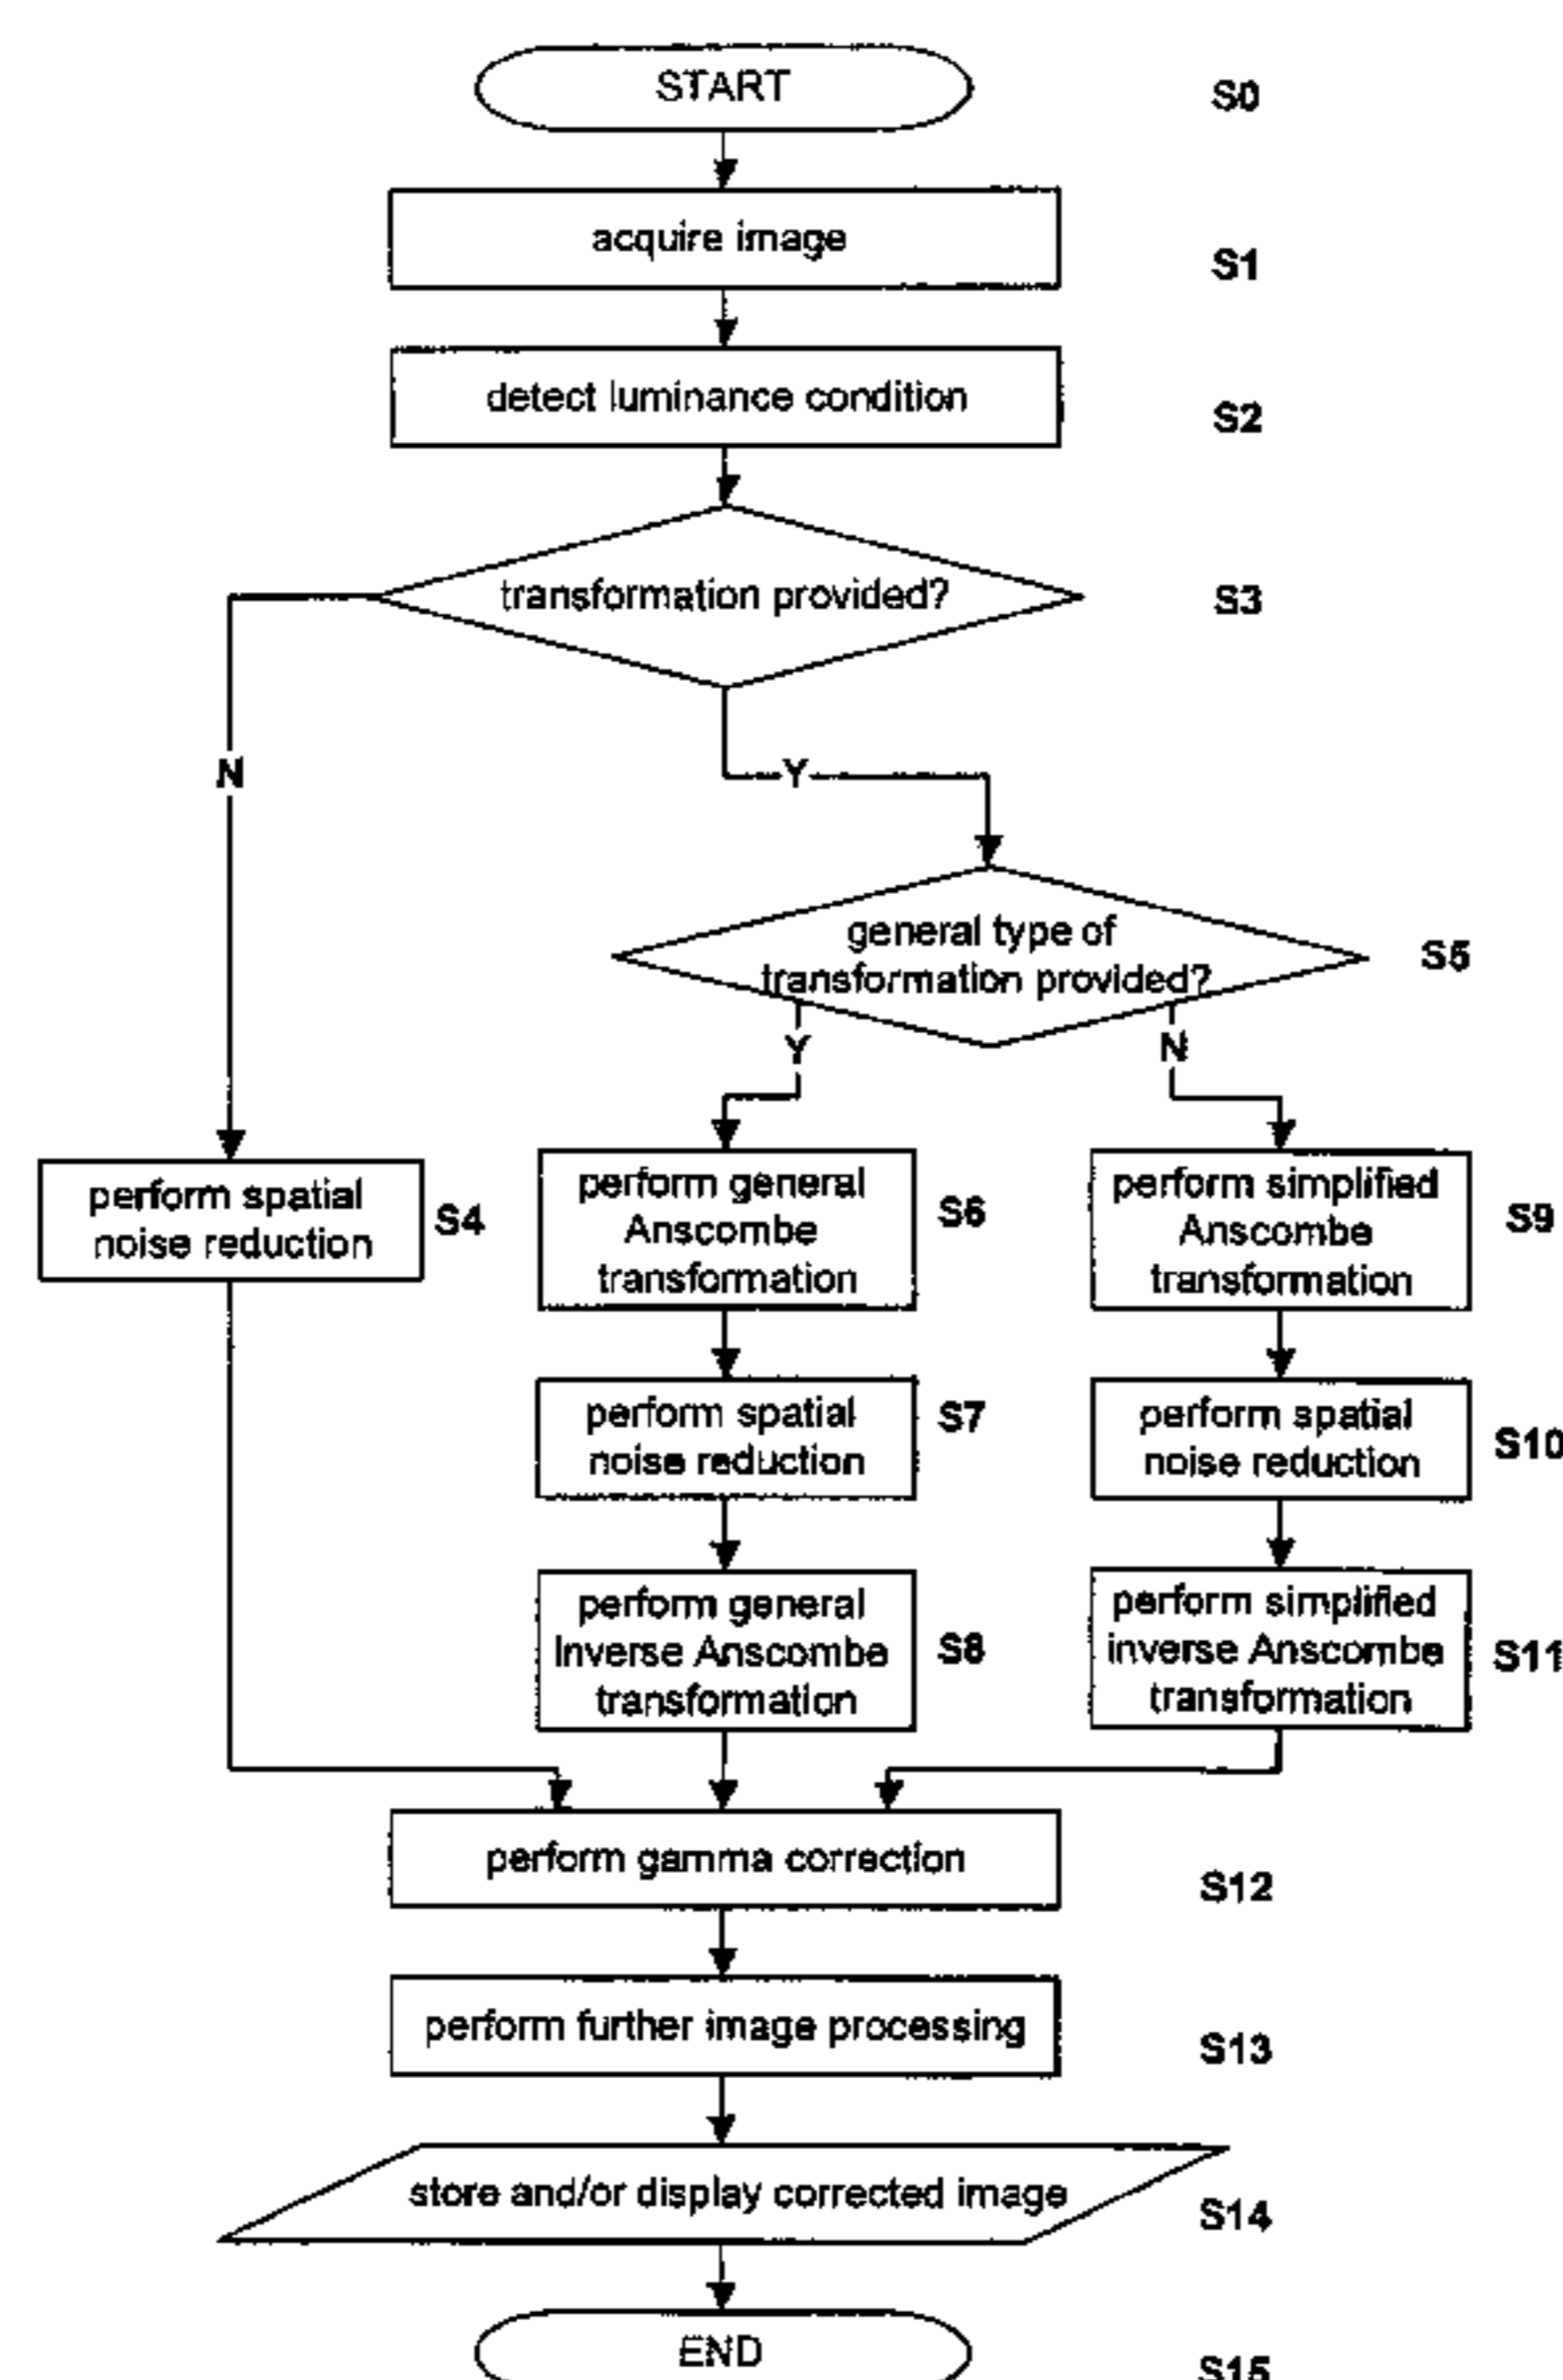 START
S0
acquire image
S1
detect luminance condition
S2
transformation provided?
S3
N
Y
general type of
transformation provided?
S5
Y
N
perform spatial
noise reduction
S4
perform general
Anscombe
transformation
S6
perform simplified
Anscombe
transformation
S9
perform spatial
noise reduction
S7
perform spatial
noise reduction
S10
perform general
Inverse Anscombe
transformation
S8
perform simplified
inverse Anscombe
transformation
S11
perform gamma correction
S12
perform further image processing
S13
store and/or display corrected image
S14
END
S15